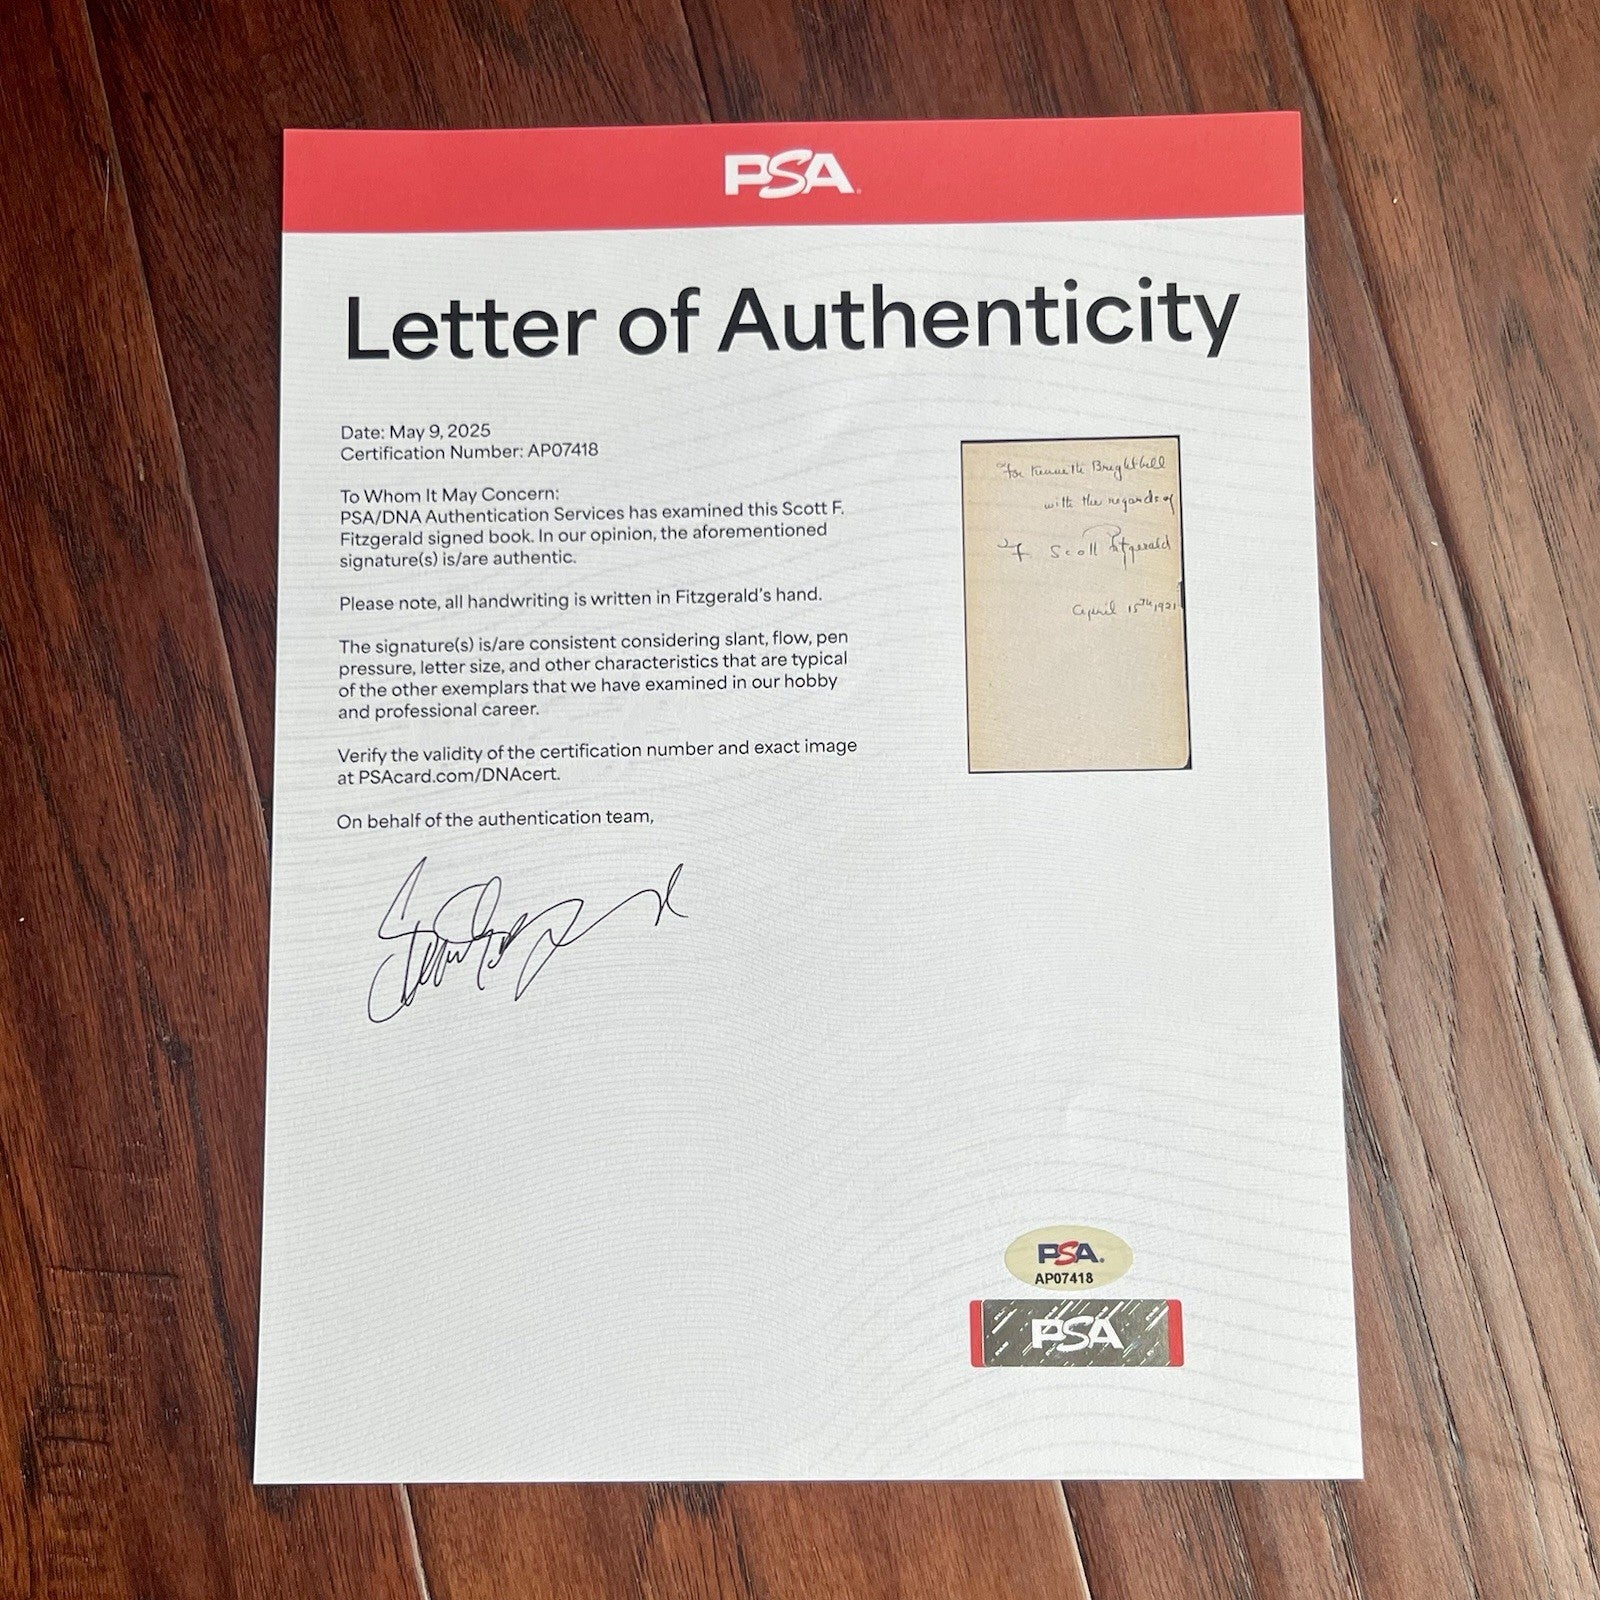 PSA
Letter of Authenticity
Date: May 9, 2025
Certification Number: AP07418
To Whom It May Concern:
PSA/DNA Authentication Services has examined this Scott F.
Fitzgerald signed book. In our opinion, the aforementioned
signature(s) is/are authentic.
Please note, all handwriting is written in Fitzgerald's hand.
The signature(s) is/are consistent considering slant, flow, pen
pressure, letter size, and other characteristics that are typical
of the other exemplars that we have examined in our hobby
and professional career.
Verify the validity of the certification number and exact image
at PSAcard.com/DNAcert.
On behalf of the authentication team,
For Kenneth Brightbill
with the regards of
F. Scott Fitzgerald
April 15th, 1921
PSA
AP07418
PSA